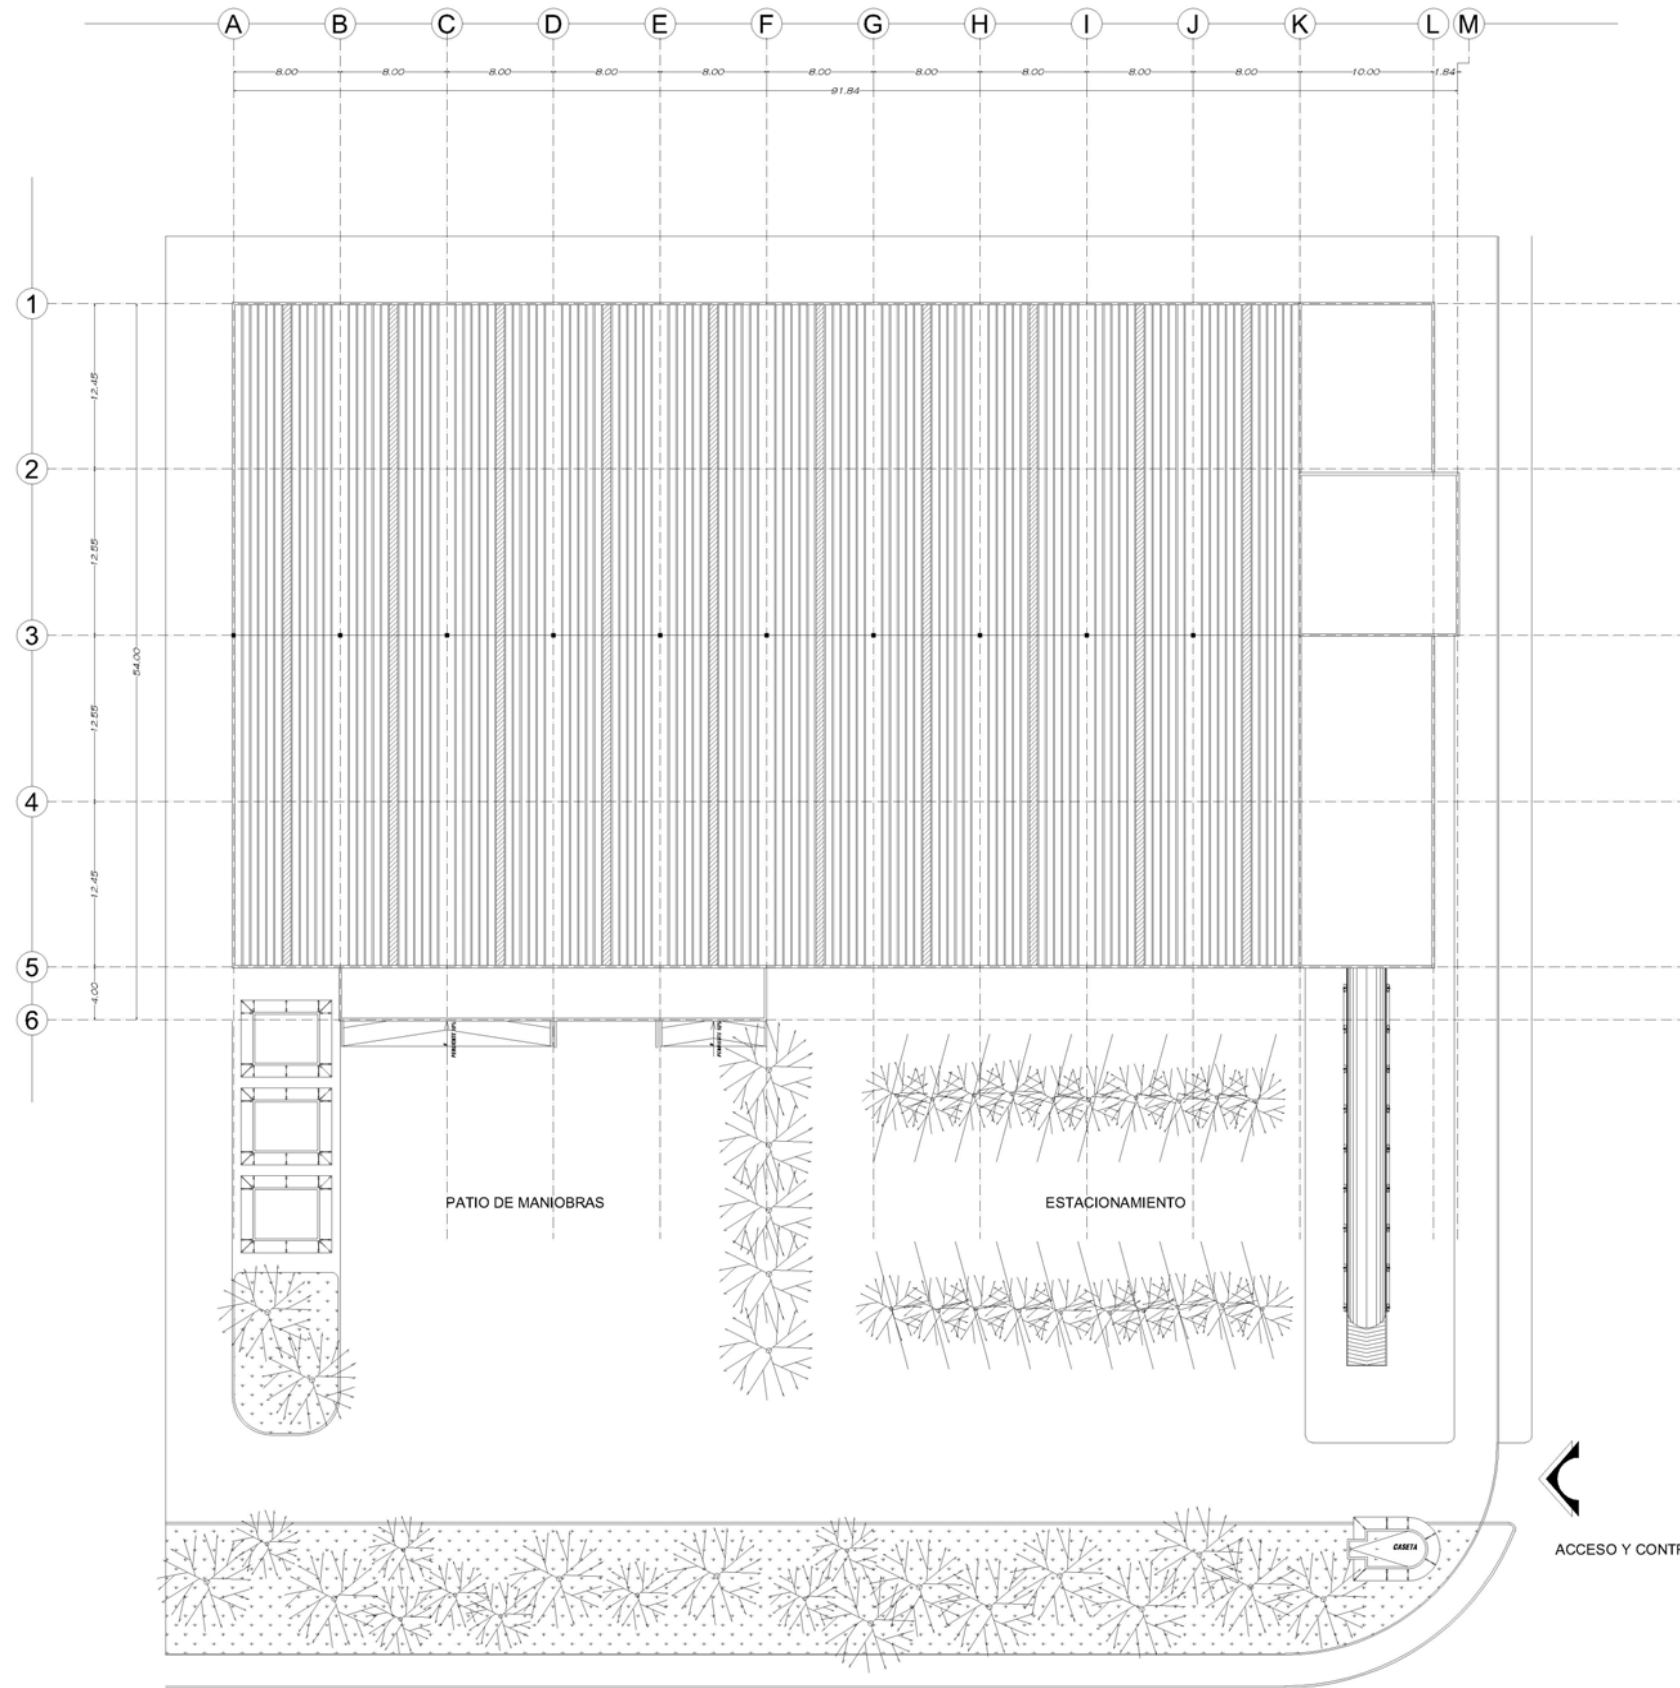 A B C D E F G H I J K L M
8.00 8.00 8.00 8.00 8.00 8.00 8.00 8.00 8.00 8.00 10.00 1.84
91.84
1
12.45
2
12.55
3
54.00
12.55
4
12.45
5
4.00
6
PATIO DE MANIOBRAS
ESTACIONAMIENTO
CASETA
ACCESO Y CONTR